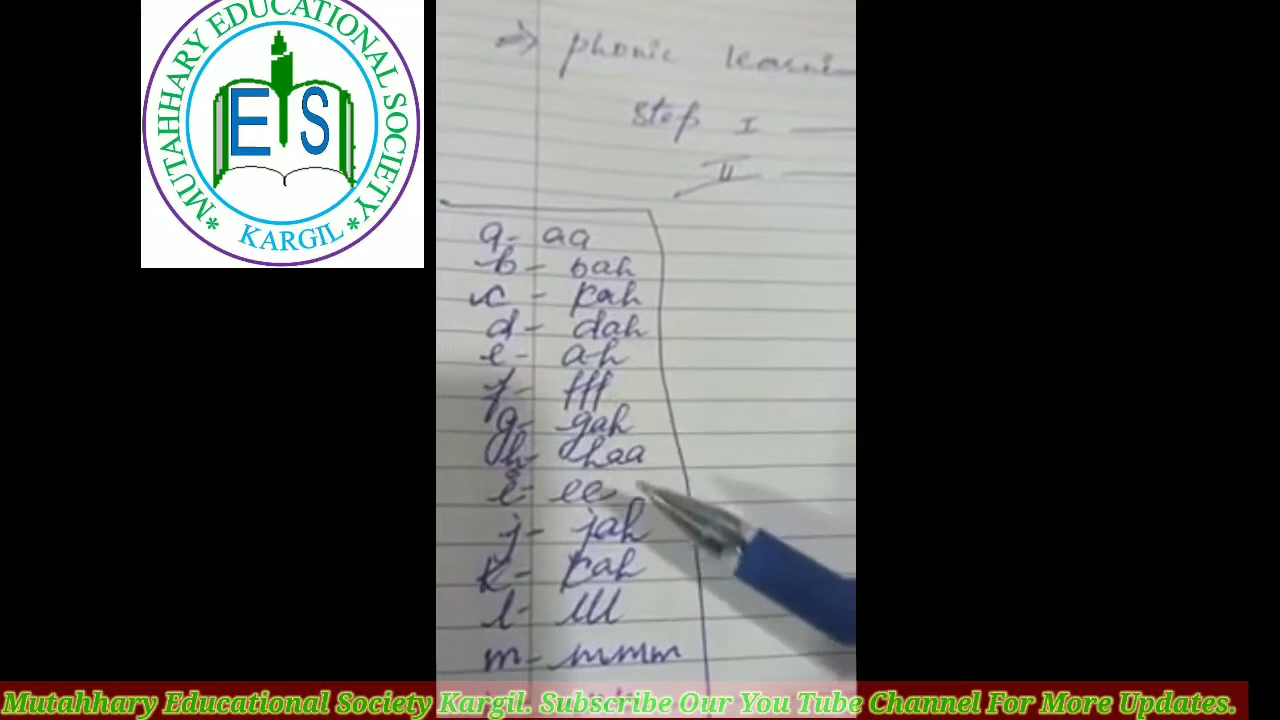 MUTAHHARY EDUCATIONAL SOCIETY
E S
* KARGIL *
⇒ phonic learni
Step I —
II —
a - aa
b - bah
c - kah
d - dah
e - ah
f - fff
g - gah
h - haa
i - ee
j - jah
k - kah
l - lll
m - mmm
Mutahhary Educational Society Kargil. Subscribe Our You Tube Channel For More Updates.